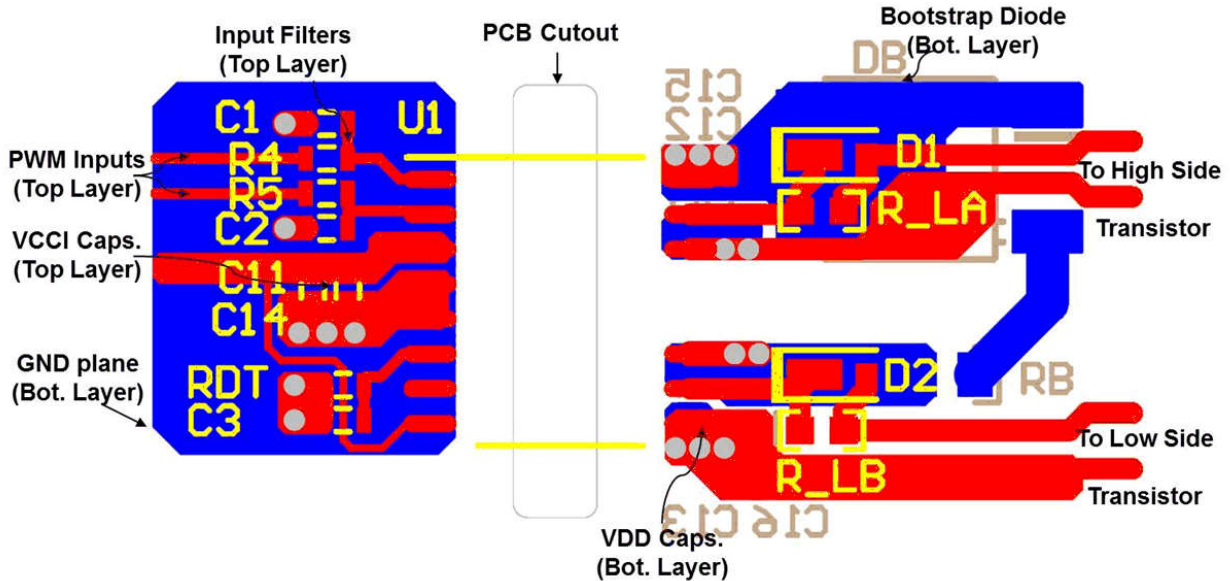 Bootstrap Diode
(Bot. Layer)
Input Filters
(Top Layer)
PCB Cutout
DB
C15
C12
C1
U1
PWM Inputs
(Top Layer)
R4
R5
C2
D1
R_LA
To High Side
Transistor
VCCI Caps.
(Top Layer)
C11
C14
GND plane
(Bot. Layer)
RDT
C3
D2
RB
To Low Side
Transistor
R_LB
C13
C16
VDD Caps.
(Bot. Layer)